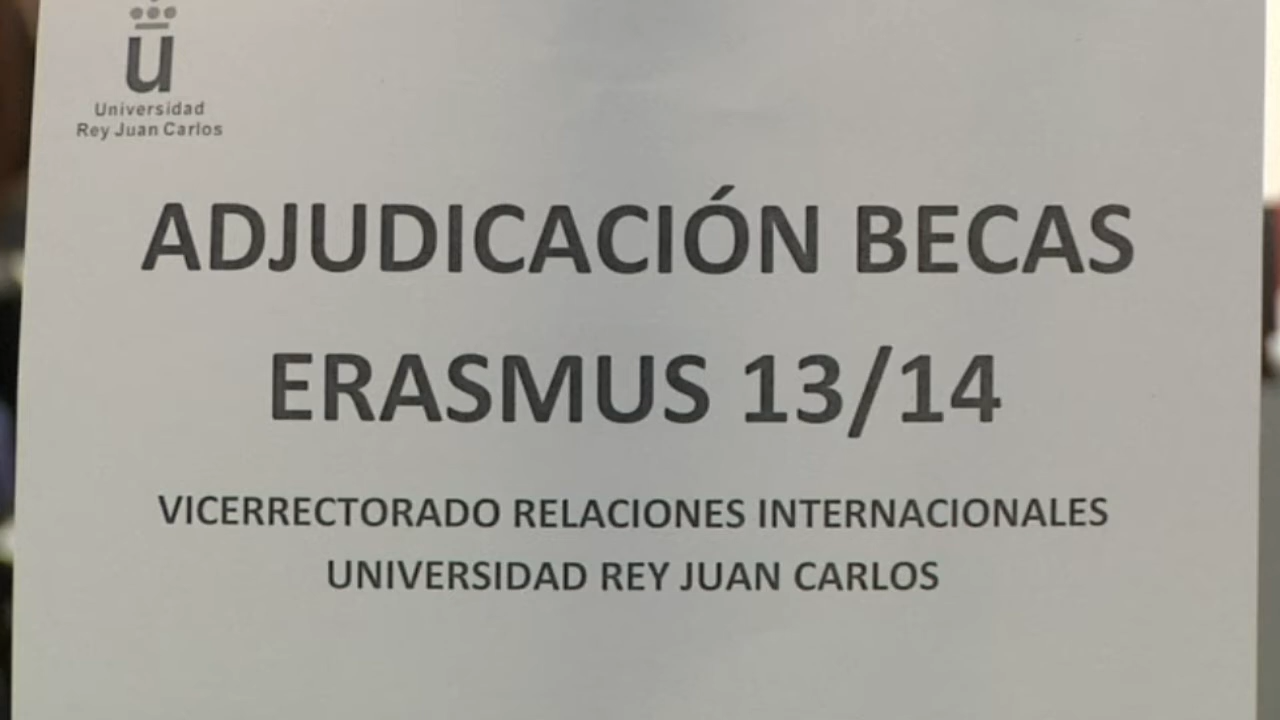 Universidad
Rey Juan Carlos
ADJUDICACIÓN BECAS
ERASMUS 13/14
VICERRECTORADO RELACIONES INTERNACIONALES
UNIVERSIDAD REY JUAN CARLOS